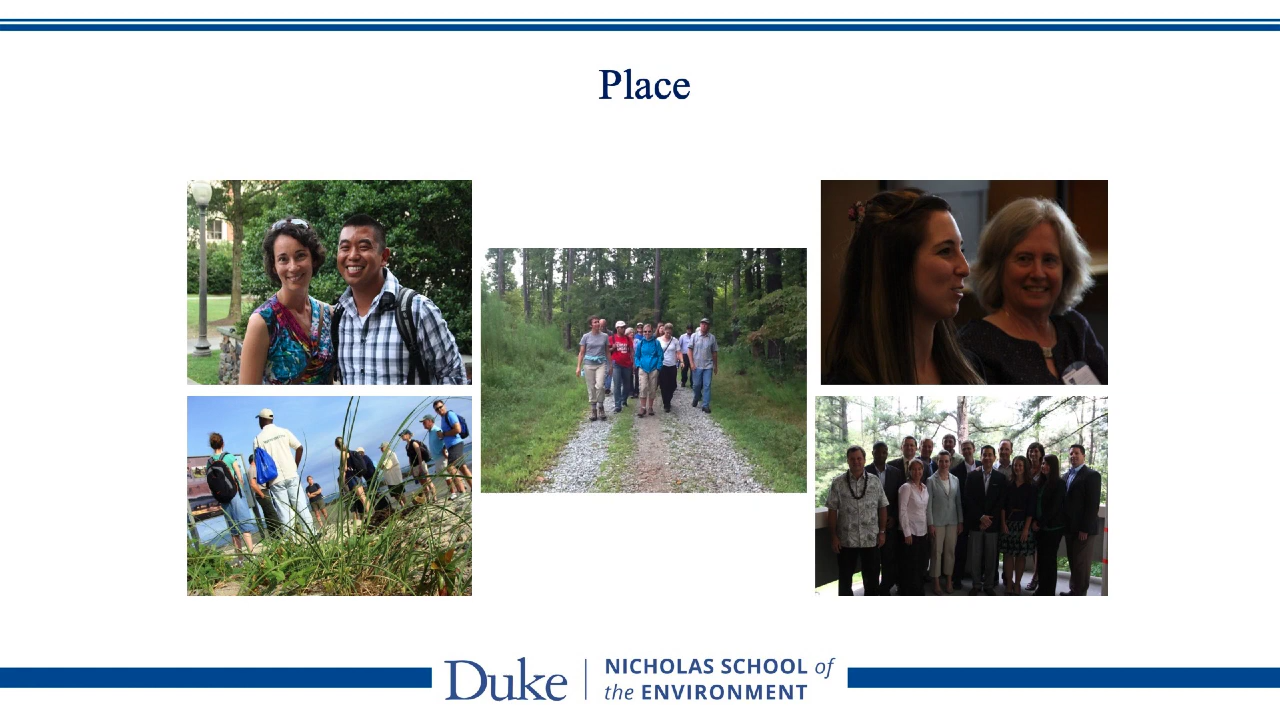 Place
Duke
NICHOLAS SCHOOL of
the ENVIRONMENT